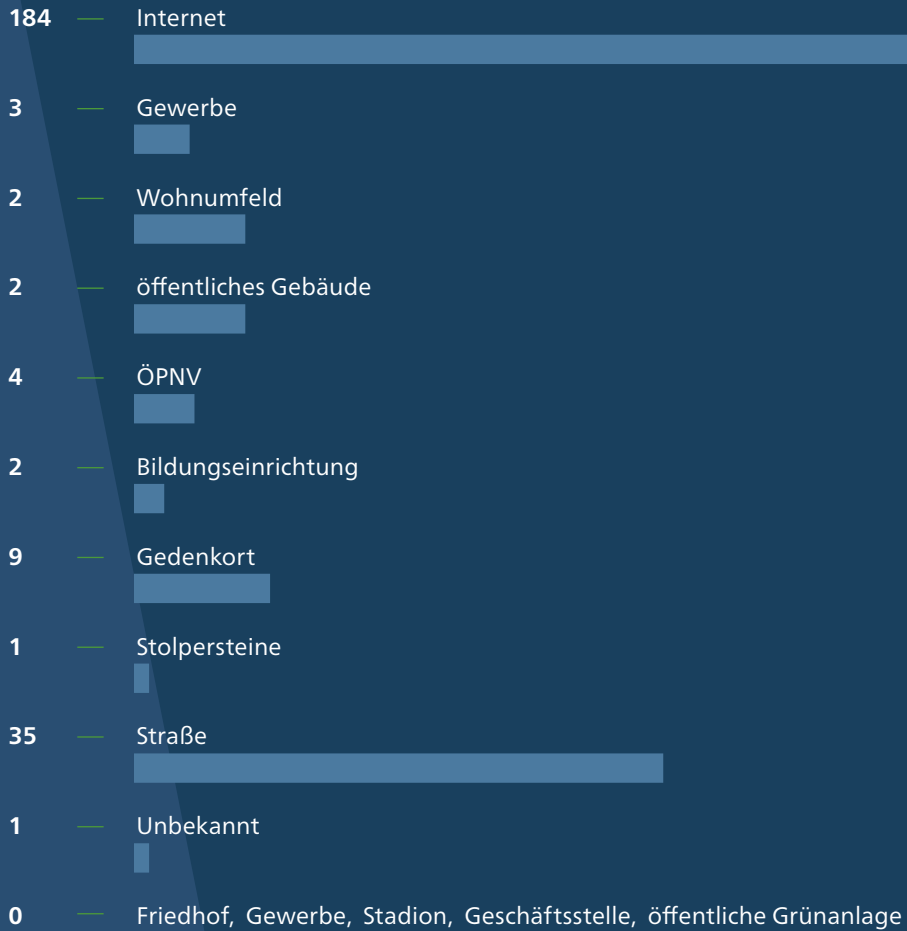 184 — Internet
3 — Gewerbe
2 — Wohnumfeld
2 — öffentliches Gebäude
4 — ÖPNV
2 — Bildungseinrichtung
9 — Gedenkort
1 — Stolpersteine
35 — Straße
1 — Unbekannt
0 — Friedhof, Gewerbe, Stadion, Geschäftsstelle, öffentliche Grünanlage